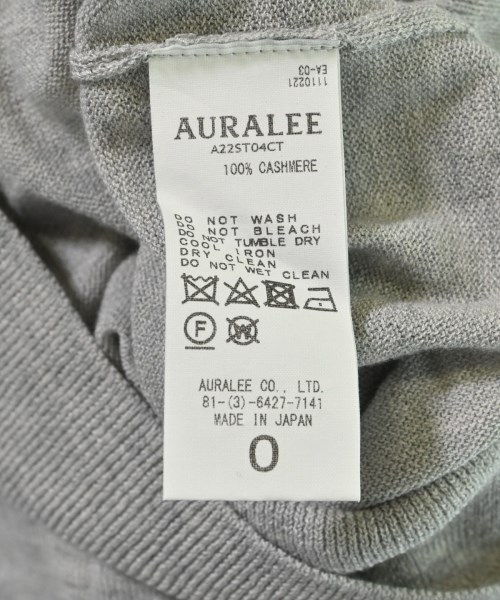 EA-03
1110221
AURALEE
A22ST04CT
100% CASHMERE
DO NOT WASH
DO NOT BLEACH
DO NOT TUMBLE DRY
COOL IRON
DRY CLEAN
DO NOT WET CLEAN
F
W
AURALEE CO., LTD.
81-(3)-6427-7141
MADE IN JAPAN
0